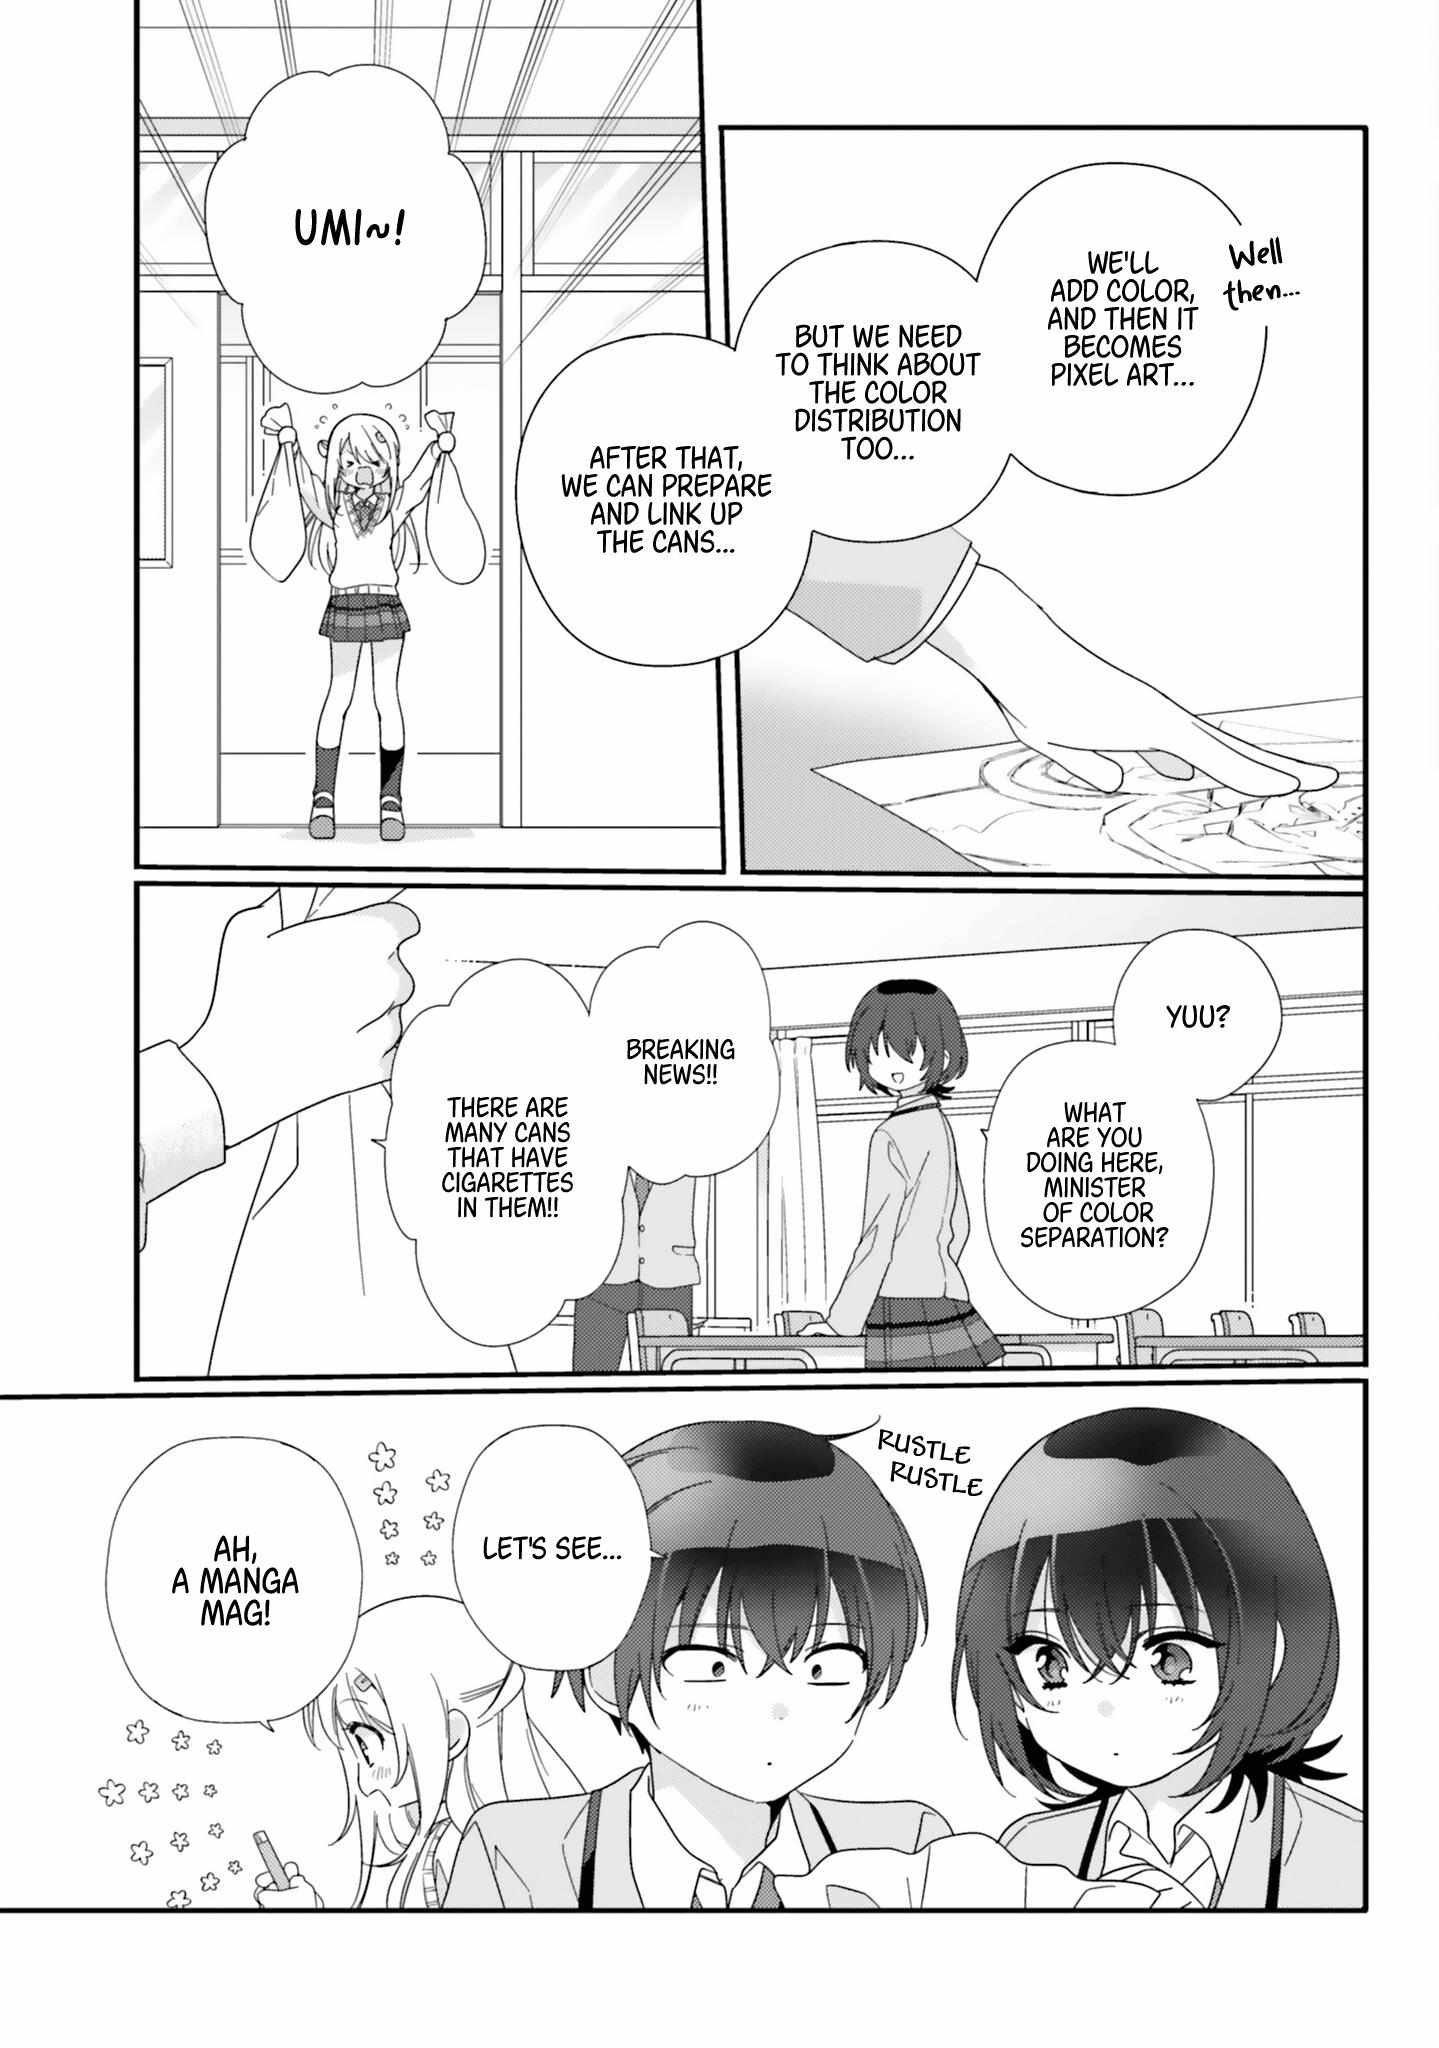 Well
then...
WE'LL
ADD COLOR,
AND THEN IT
BECOMES
PIXEL ART...
BUT WE NEED
TO THINK ABOUT
THE COLOR
DISTRIBUTION
TOO...
AFTER THAT,
WE CAN PREPARE
AND LINK UP
THE CANS...
UMI~!
YUU?
WHAT
ARE YOU
DOING HERE,
MINISTER
OF COLOR
SEPARATION?
BREAKING
NEWS!!
THERE ARE
MANY CANS
THAT HAVE
CIGARETTES
IN THEM!!
RUSTLE
RUSTLE
LET'S SEE...
AH,
A MANGA
MAG!